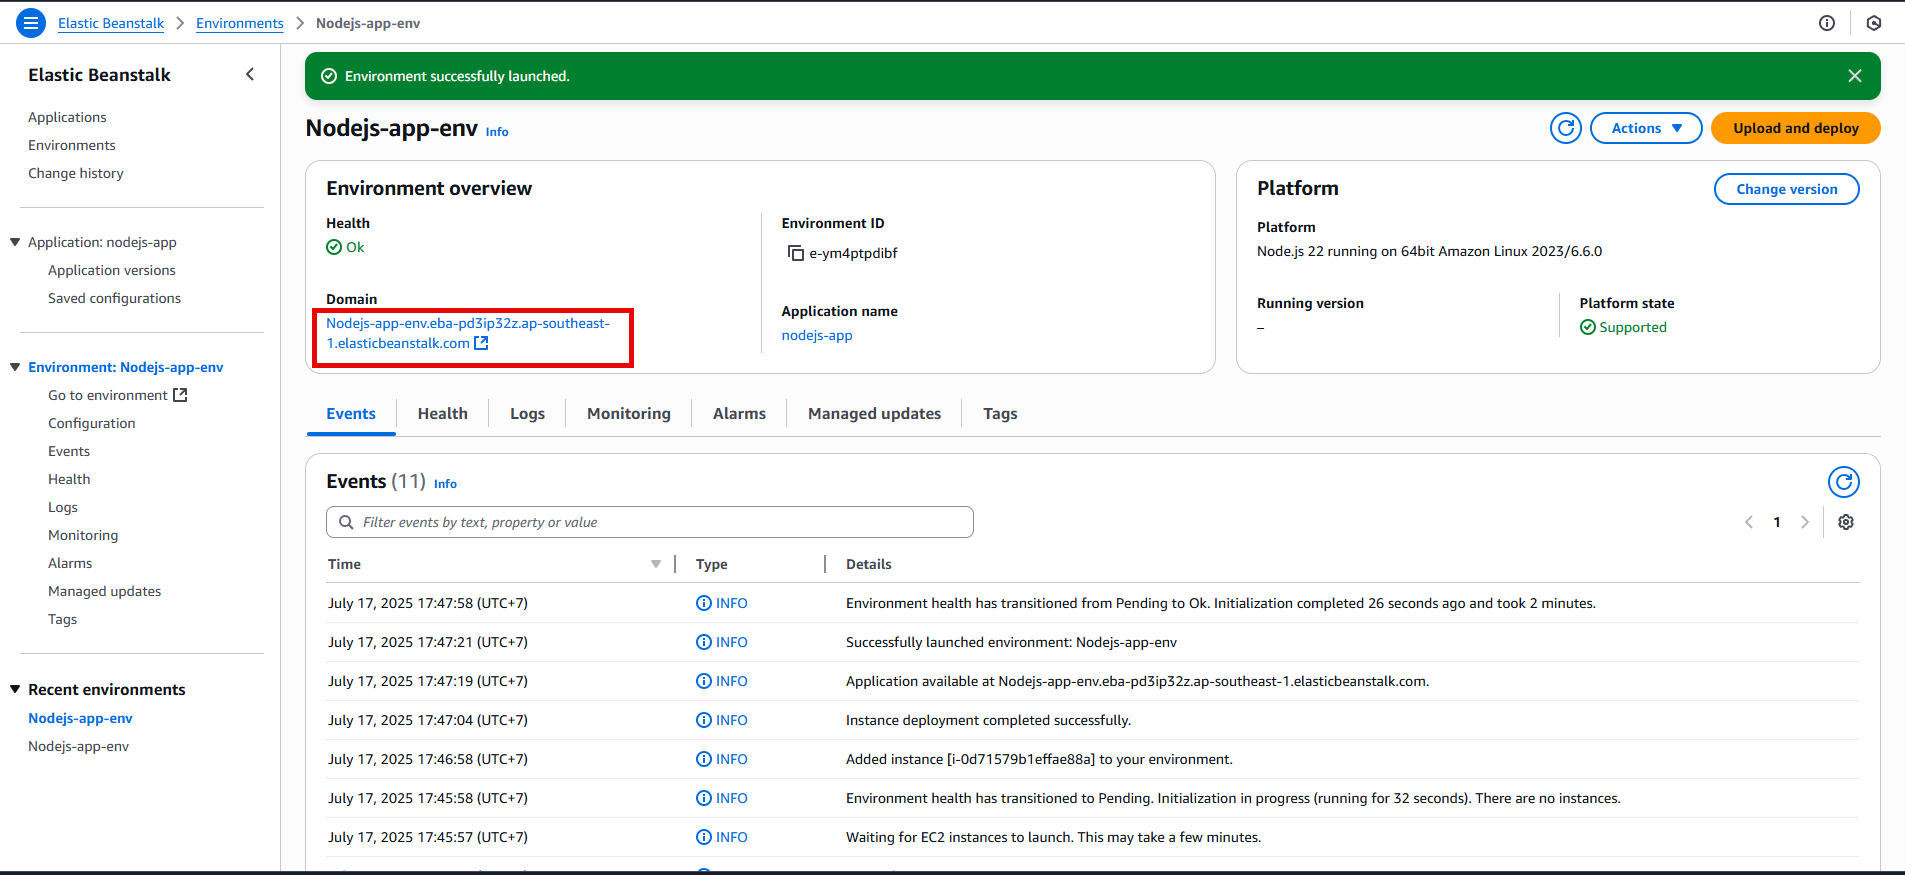 Elastic Beanstalk > Environments > Nodejs-app-env
Elastic Beanstalk
Applications
Environments
Change history
Application: nodejs-app
Application versions
Saved configurations
Environment: Nodejs-app-env
Go to environment
Configuration
Events
Health
Logs
Monitoring
Alarms
Managed updates
Tags
Recent environments
Nodejs-app-env
Nodejs-app-env
Environment successfully launched.
Nodejs-app-env Info
Actions
Upload and deploy
Environment overview
Health
Ok
Domain
Nodejs-app-env.eba-pd3ip32z.ap-southeast-
1.elasticbeanstalk.com
Environment ID
e-ym4ptpdibf
Application name
nodejs-app
Platform
Change version
Platform
Node.js 22 running on 64bit Amazon Linux 2023/6.6.0
Running version
–
Platform state
Supported
Events Health Logs Monitoring Alarms Managed updates Tags
Events (11) Info
Filter events by text, property or value
1
Time Type Details
July 17, 2025 17:47:58 (UTC+7) INFO Environment health has transitioned from Pending to Ok. Initialization completed 26 seconds ago and took 2 minutes.
July 17, 2025 17:47:21 (UTC+7) INFO Successfully launched environment: Nodejs-app-env
July 17, 2025 17:47:19 (UTC+7) INFO Application available at Nodejs-app-env.eba-pd3ip32z.ap-southeast-1.elasticbeanstalk.com.
July 17, 2025 17:47:04 (UTC+7) INFO Instance deployment completed successfully.
July 17, 2025 17:46:58 (UTC+7) INFO Added instance [i-0d71579b1effae88a] to your environment.
July 17, 2025 17:45:58 (UTC+7) INFO Environment health has transitioned to Pending. Initialization in progress (running for 32 seconds). There are no instances.
July 17, 2025 17:45:57 (UTC+7) INFO Waiting for EC2 instances to launch. This may take a few minutes.